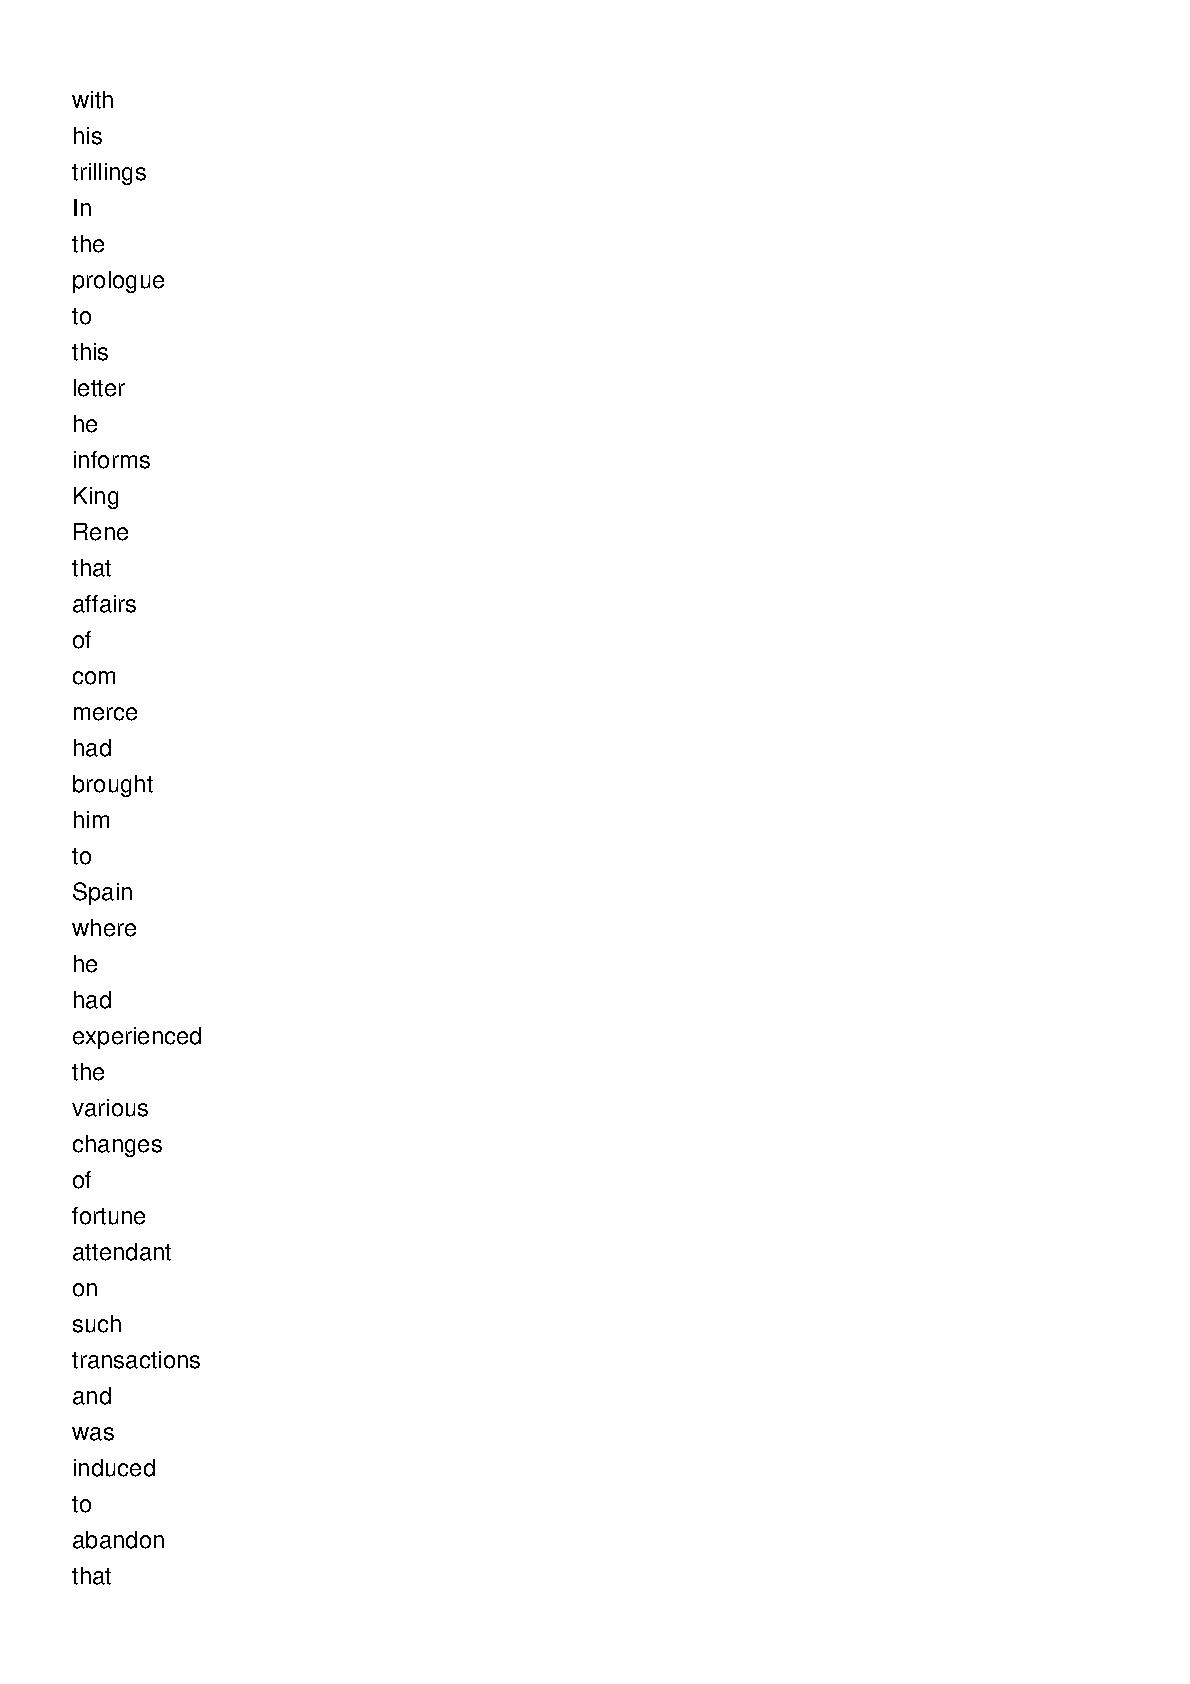 with
his
trillings
In
the
prologue
to
this
letter
he
informs
King
Rene
that
affairs
of
com
merce
had
brought
him
to
Spain
where
he
had
experienced
the
various
changes
of
fortune
attendant
on
such
transactions
and
was
induced
to
abandon
that